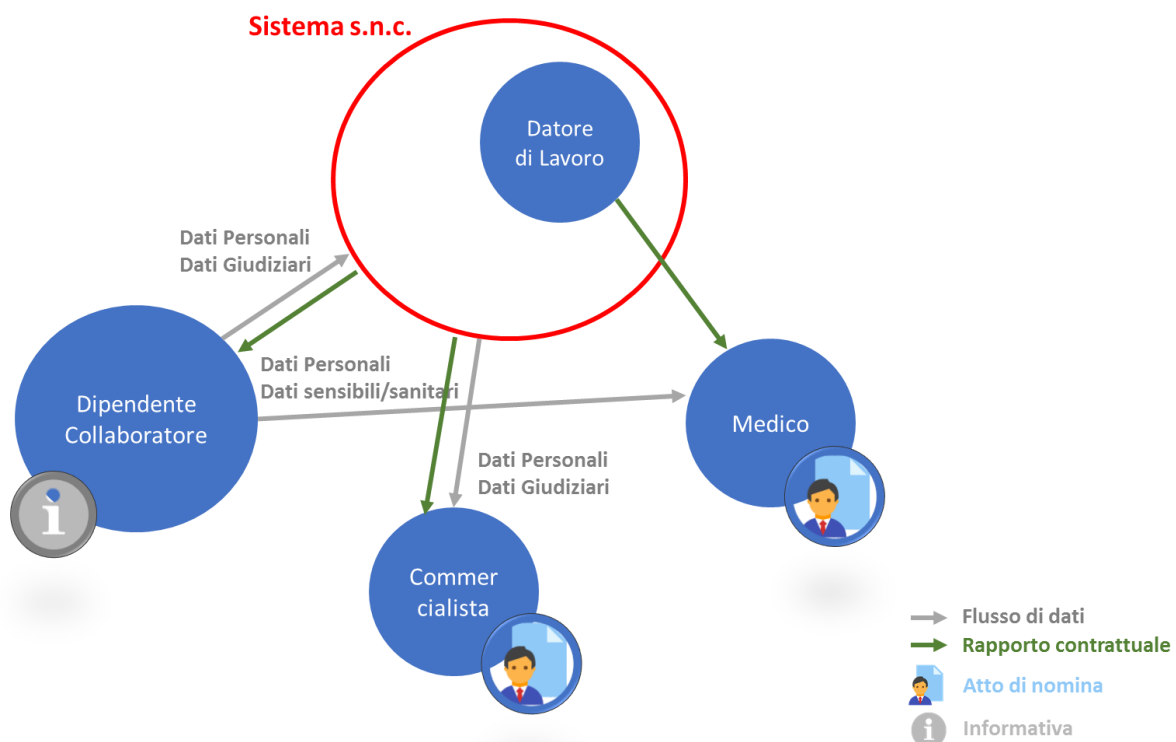 Sistema s.n.c.
Datore
di Lavoro
Dati Personali
Dati Giudiziari
Dati Personali
Dati sensibili/sanitari
Dipendente
Collaboratore
Medico
Dati Personali
Dati Giudiziari
Commer
cialista
Flusso di dati
Rapporto contrattuale
Atto di nomina
i
Informativa
i